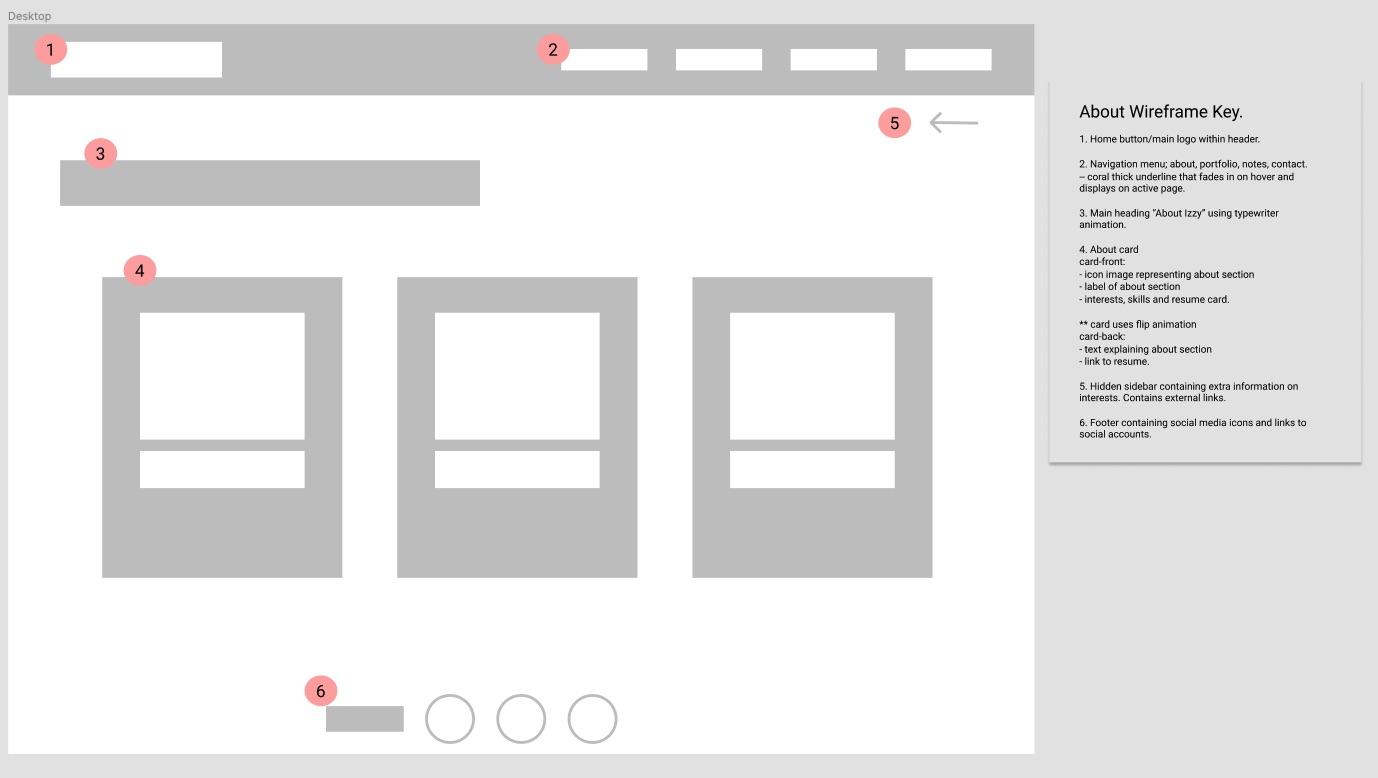 Desktop
1
2
5
3
4
6
About Wireframe Key.
1. Home button/main logo within header.
2. Navigation menu; about, portfolio, notes, contact.
– coral thick underline that fades in on hover and
displays on active page.
3. Main heading “About Izzy” using typewriter
animation.
4. About card
card-front:
- icon image representing about section
- label of about section
- interests, skills and resume card.
** card uses flip animation
card-back:
- text explaining about section
- link to resume.
5. Hidden sidebar containing extra information on
interests. Contains external links.
6. Footer containing social media icons and links to
social accounts.